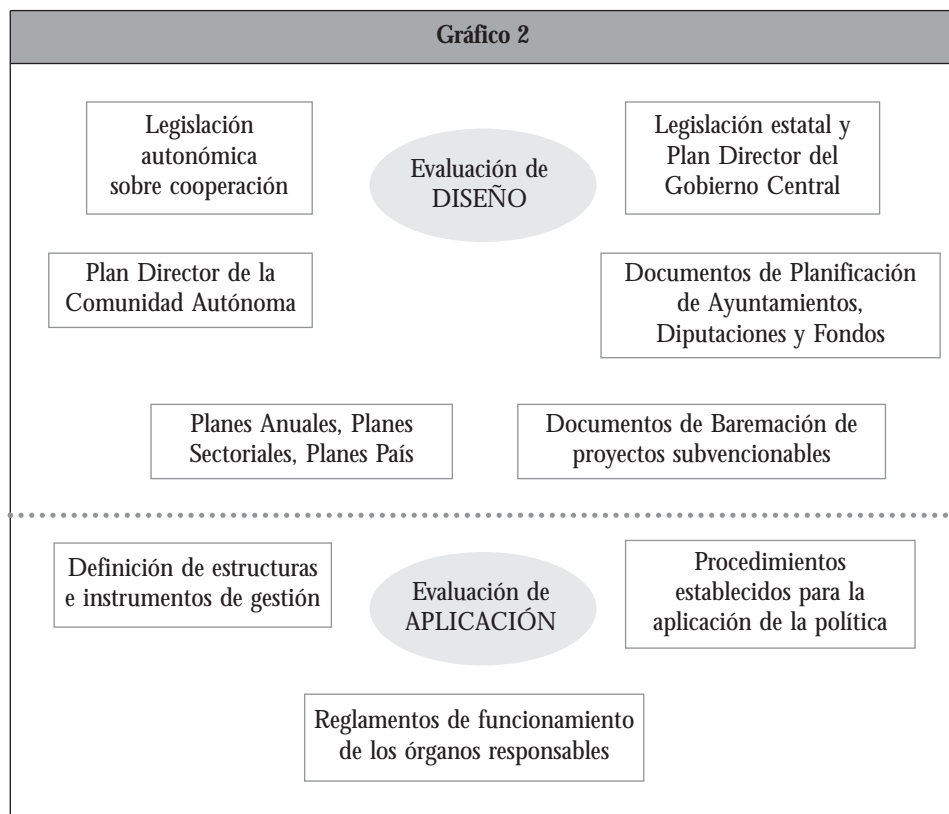 Gráfico 2
Legislación
autonómica
sobre cooperación
Evaluación de
DISEÑO
Legislación estatal y
Plan Director del
Gobierno Central
Plan Director de la
Comunidad Autónoma
Documentos de Planificación
de Ayuntamientos,
Diputaciones y Fondos
Planes Anuales, Planes
Sectoriales, Planes País
Documentos de Baremación de
proyectos subvencionables
Definición de estructuras
e instrumentos de gestión
Evaluación de
APLICACIÓN
Procedimientos
establecidos para la
aplicación de la política
Reglamentos de funcionamiento
de los órganos responsables